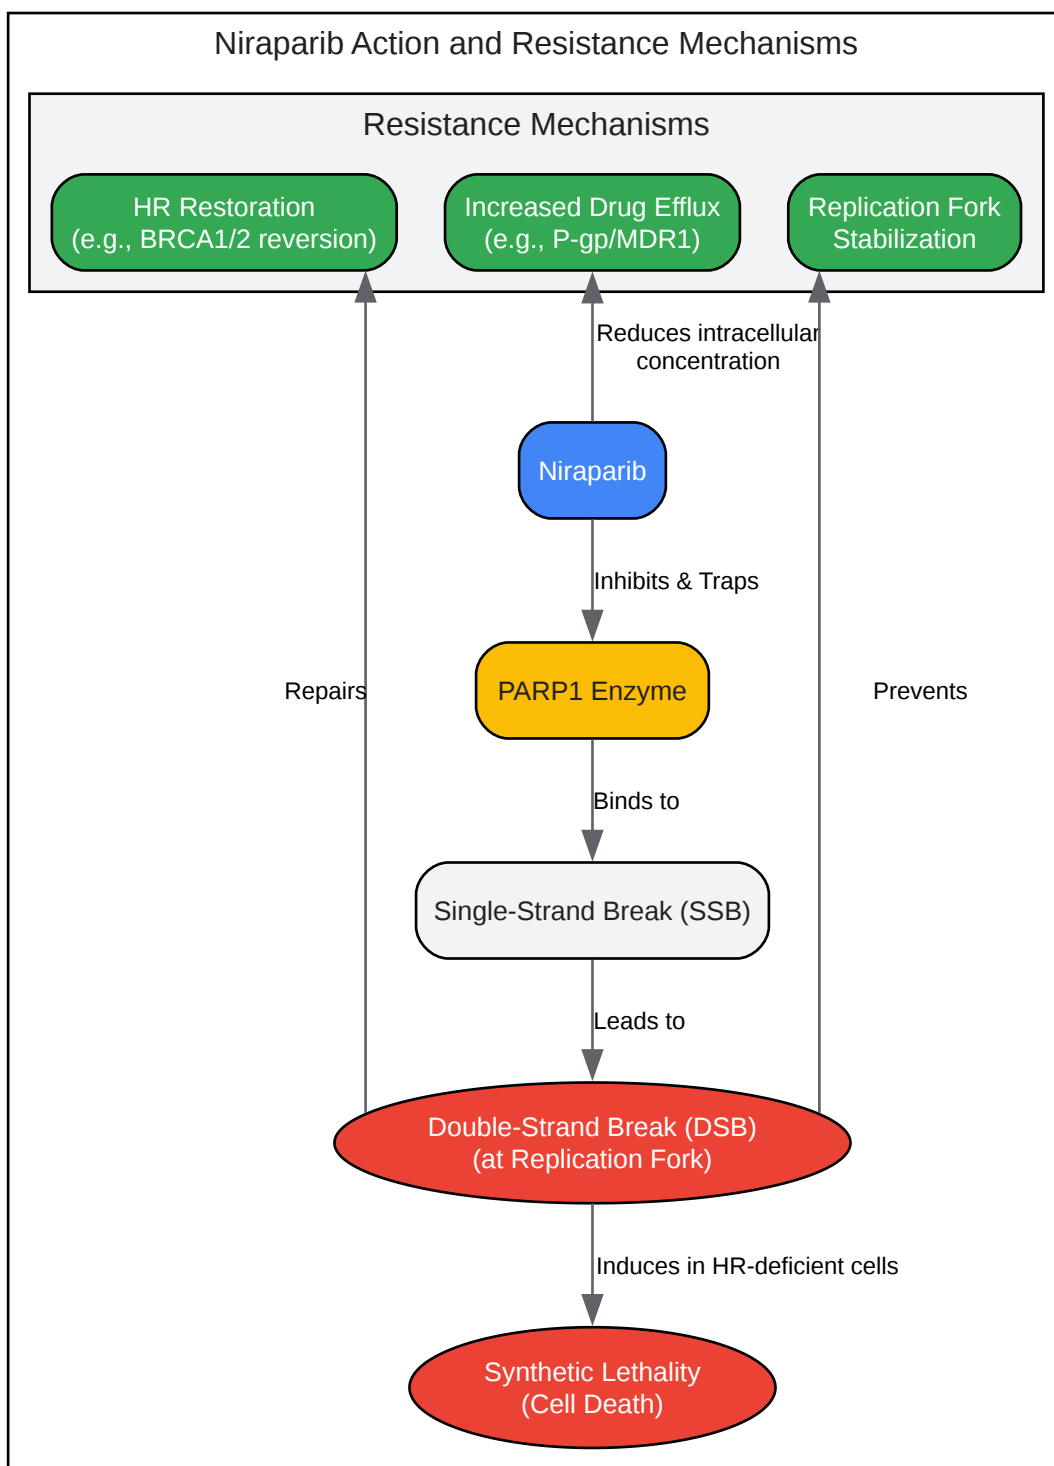 Niraparib Action and Resistance Mechanisms
Resistance Mechanisms
HR Restoration
(e.g., BRCA1/2 reversion)
Increased Drug Efflux
(e.g., P-gp/MDR1)
Replication Fork
Stabilization
Reduces intracellular
concentration
Niraparib
Inhibits & Traps
Repairs
PARP1 Enzyme
Prevents
Binds to
Single-Strand Break (SSB)
Leads to
Double-Strand Break (DSB)
(at Replication Fork)
Induces in HR-deficient cells
Synthetic Lethality
(Cell Death)